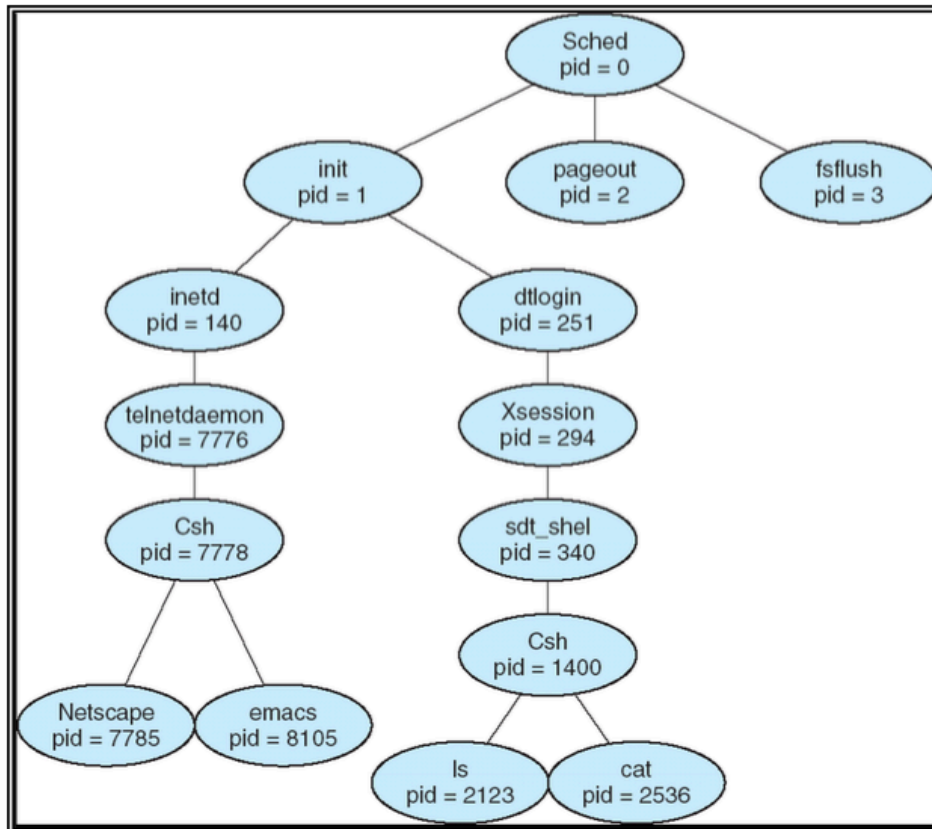 Sched
pid = 0
init
pid = 1
pageout
pid = 2
fsflush
pid = 3
inetd
pid = 140
dtlogin
pid = 251
telnetdaemon
pid = 7776
Xsession
pid = 294
Csh
pid = 7778
sdt_shel
pid = 340
Csh
pid = 1400
Netscape
pid = 7785
emacs
pid = 8105
ls
pid = 2123
cat
pid = 2536